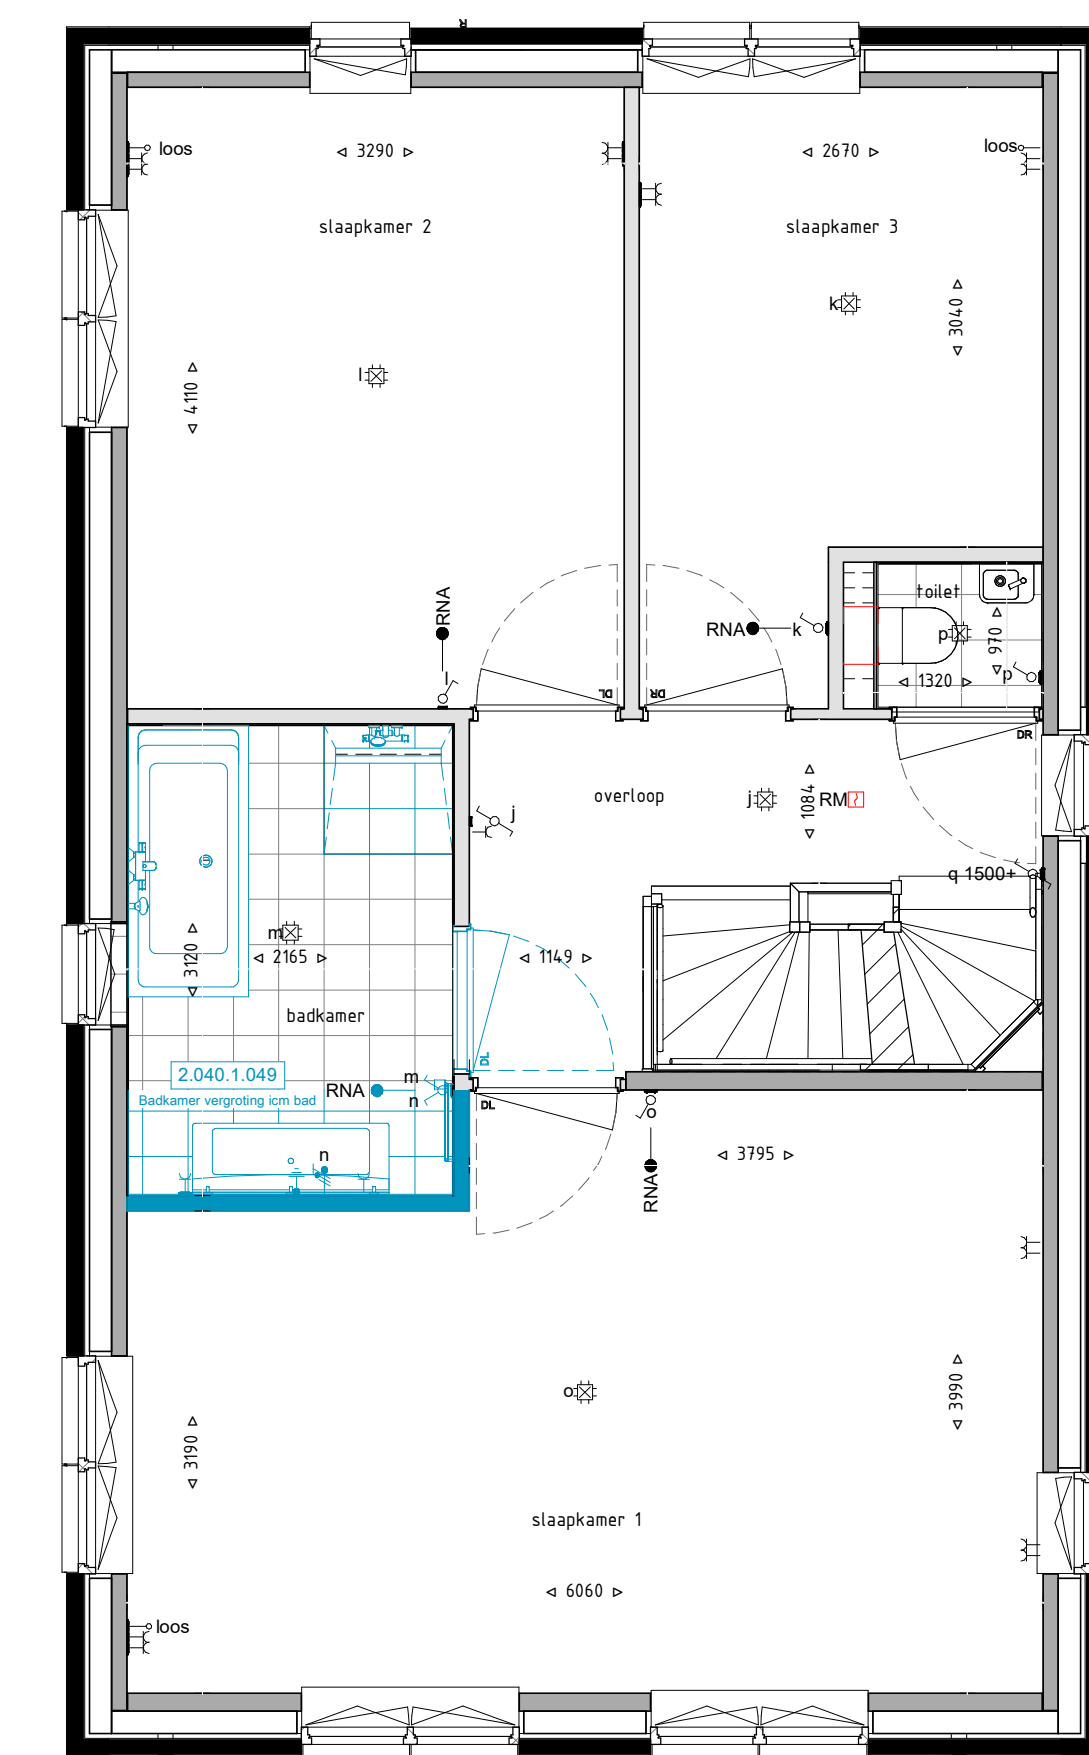 R
loos
3290
2670
loos
slaapkamer 2
slaapkamer 3
k
3040
l
4110
RNA
l
RNA
k
toilet
p
970
1320
p
DL
DR
DR
overloop
j
1084
RM
j
q 1500+
m
3120
2165
1149
badkamer
DL
2.040.1.049
Badkamer vergroting icm bad
RNA
m
n
DL
o
n
3795
RNA
o
3990
3190
slaapkamer 1
6060
loos